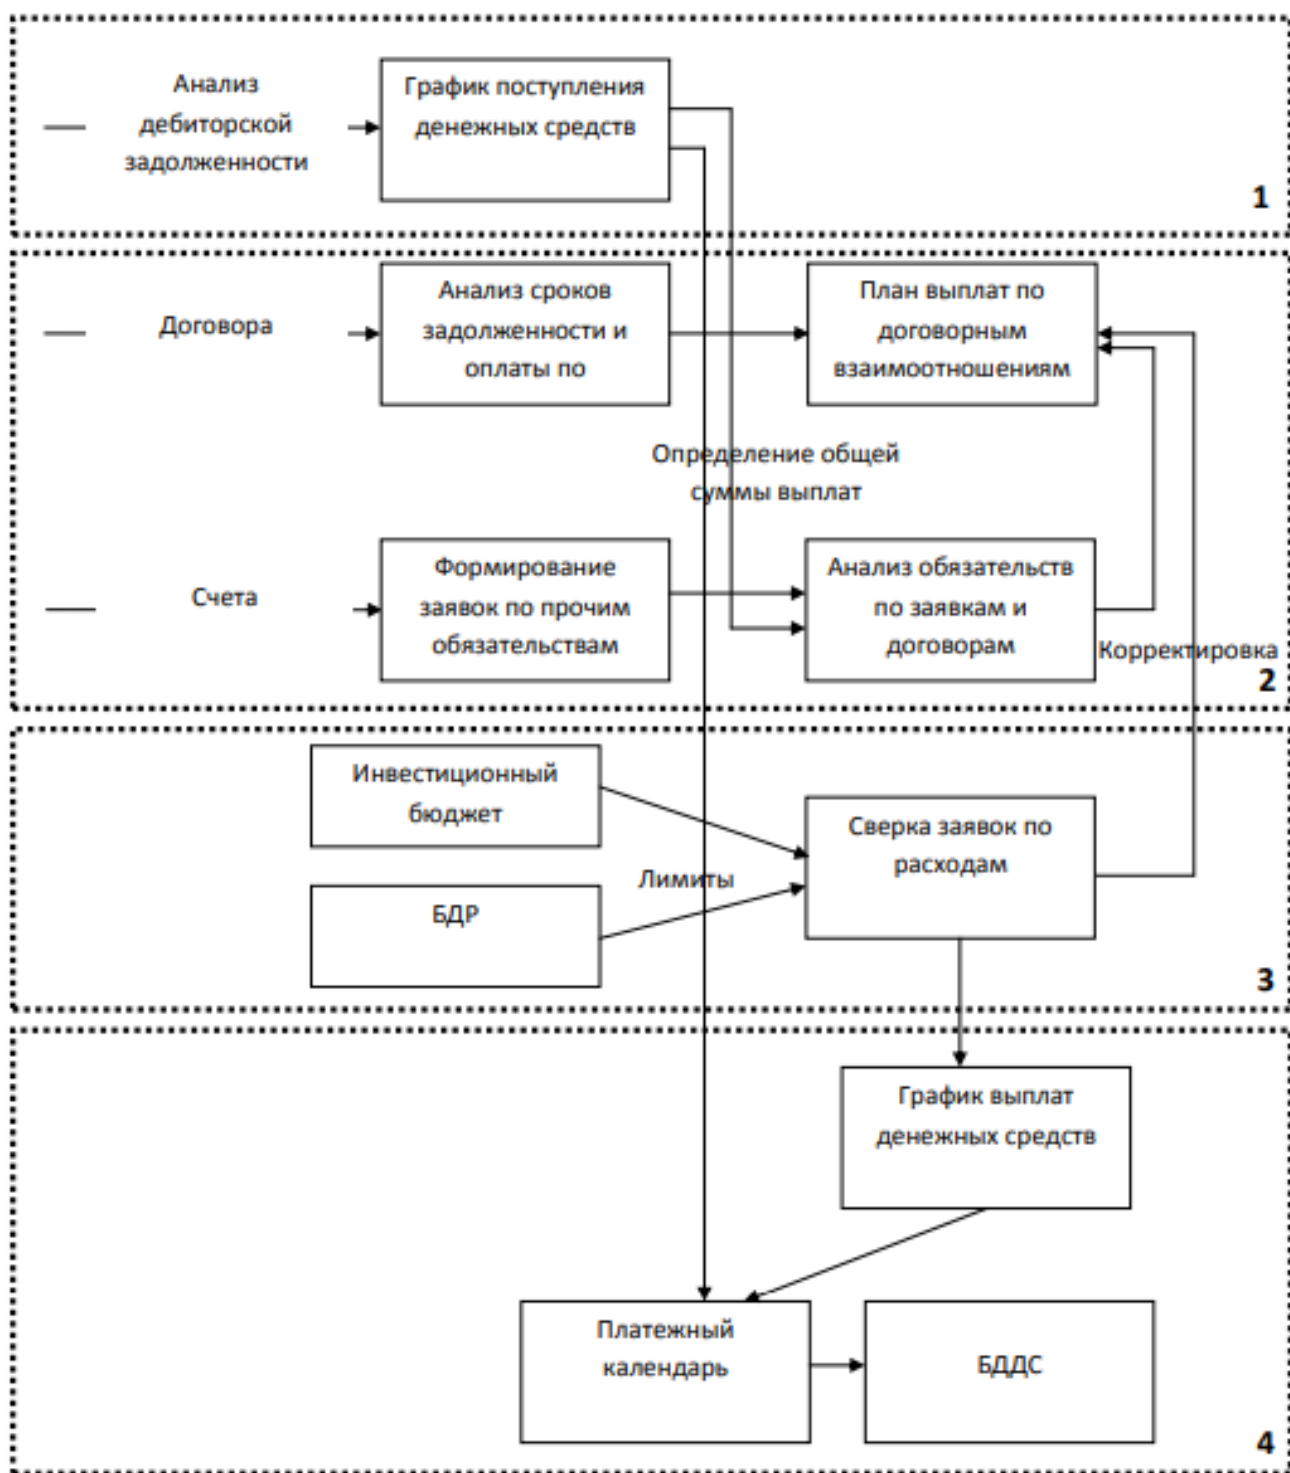 Анализ
дебиторской
задолженности
График поступления
денежных средств
1
Договора
Анализ сроков
задолженности и
оплаты по
План выплат по
договорным
взаимоотношениям
Определение общей
суммы выплат
Счета
Формирование
заявок по прочим
обязательствам
Анализ обязательств
по заявкам и
договорам
Корректировка
2
Инвестиционный
бюджет
Сверка заявок по
расходам
Лимиты
БДР
3
График выплат
денежных средств
Платежный
календарь
БДДС
4